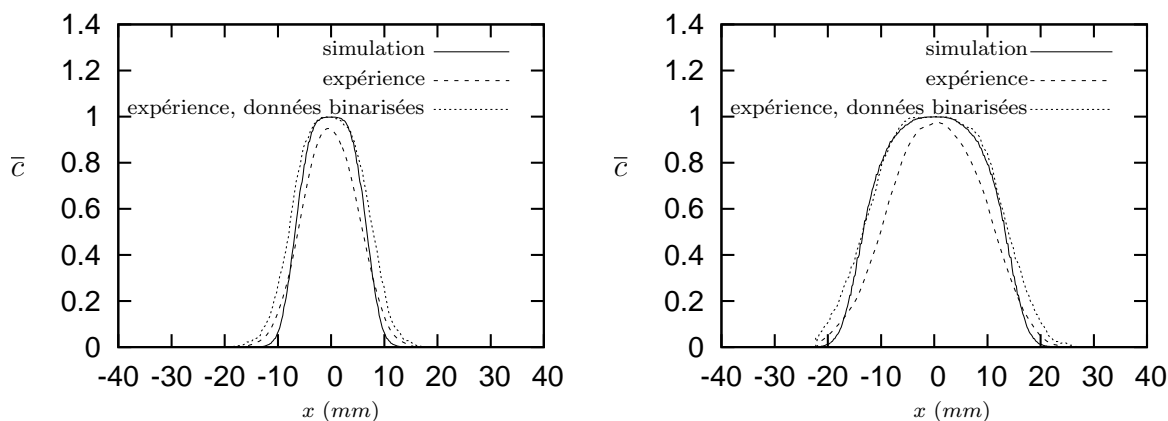 1.4
1.2
1
0.8
0.6
0.4
0.2
0
-40 -30 -20 -10 0 10 20 30 40
c̅
x (mm)
simulation
expérience
expérience, données binarisées
1.4
1.2
1
0.8
0.6
0.4
0.2
0
-40 -30 -20 -10 0 10 20 30 40
c̅
x (mm)
simulation
expérience
expérience, données binarisées